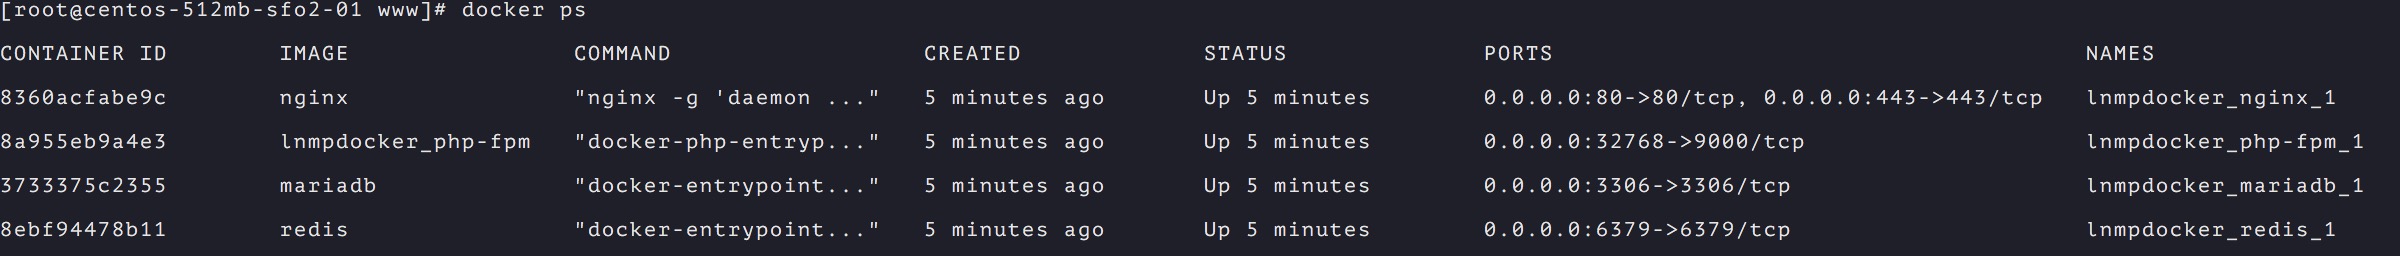 [root@centos-512mb-sfo2-01 www]# docker ps
CONTAINER ID        IMAGE                COMMAND                  CREATED             STATUS              PORTS                                      NAMES
8360acfabe9c        nginx                "nginx -g 'daemon ..."   5 minutes ago       Up 5 minutes        0.0.0.0:80->80/tcp, 0.0.0.0:443->443/tcp   lnmpdocker_nginx_1
8a955eb9a4e3        lnmpdocker_php-fpm   "docker-php-entryp..."   5 minutes ago       Up 5 minutes        0.0.0.0:32768->9000/tcp                    lnmpdocker_php-fpm_1
3733375c2355        mariadb              "docker-entrypoint..."   5 minutes ago       Up 5 minutes        0.0.0.0:3306->3306/tcp                     lnmpdocker_mariadb_1
8ebf94478b11        redis                "docker-entrypoint..."   5 minutes ago       Up 5 minutes        0.0.0.0:6379->6379/tcp                     lnmpdocker_redis_1